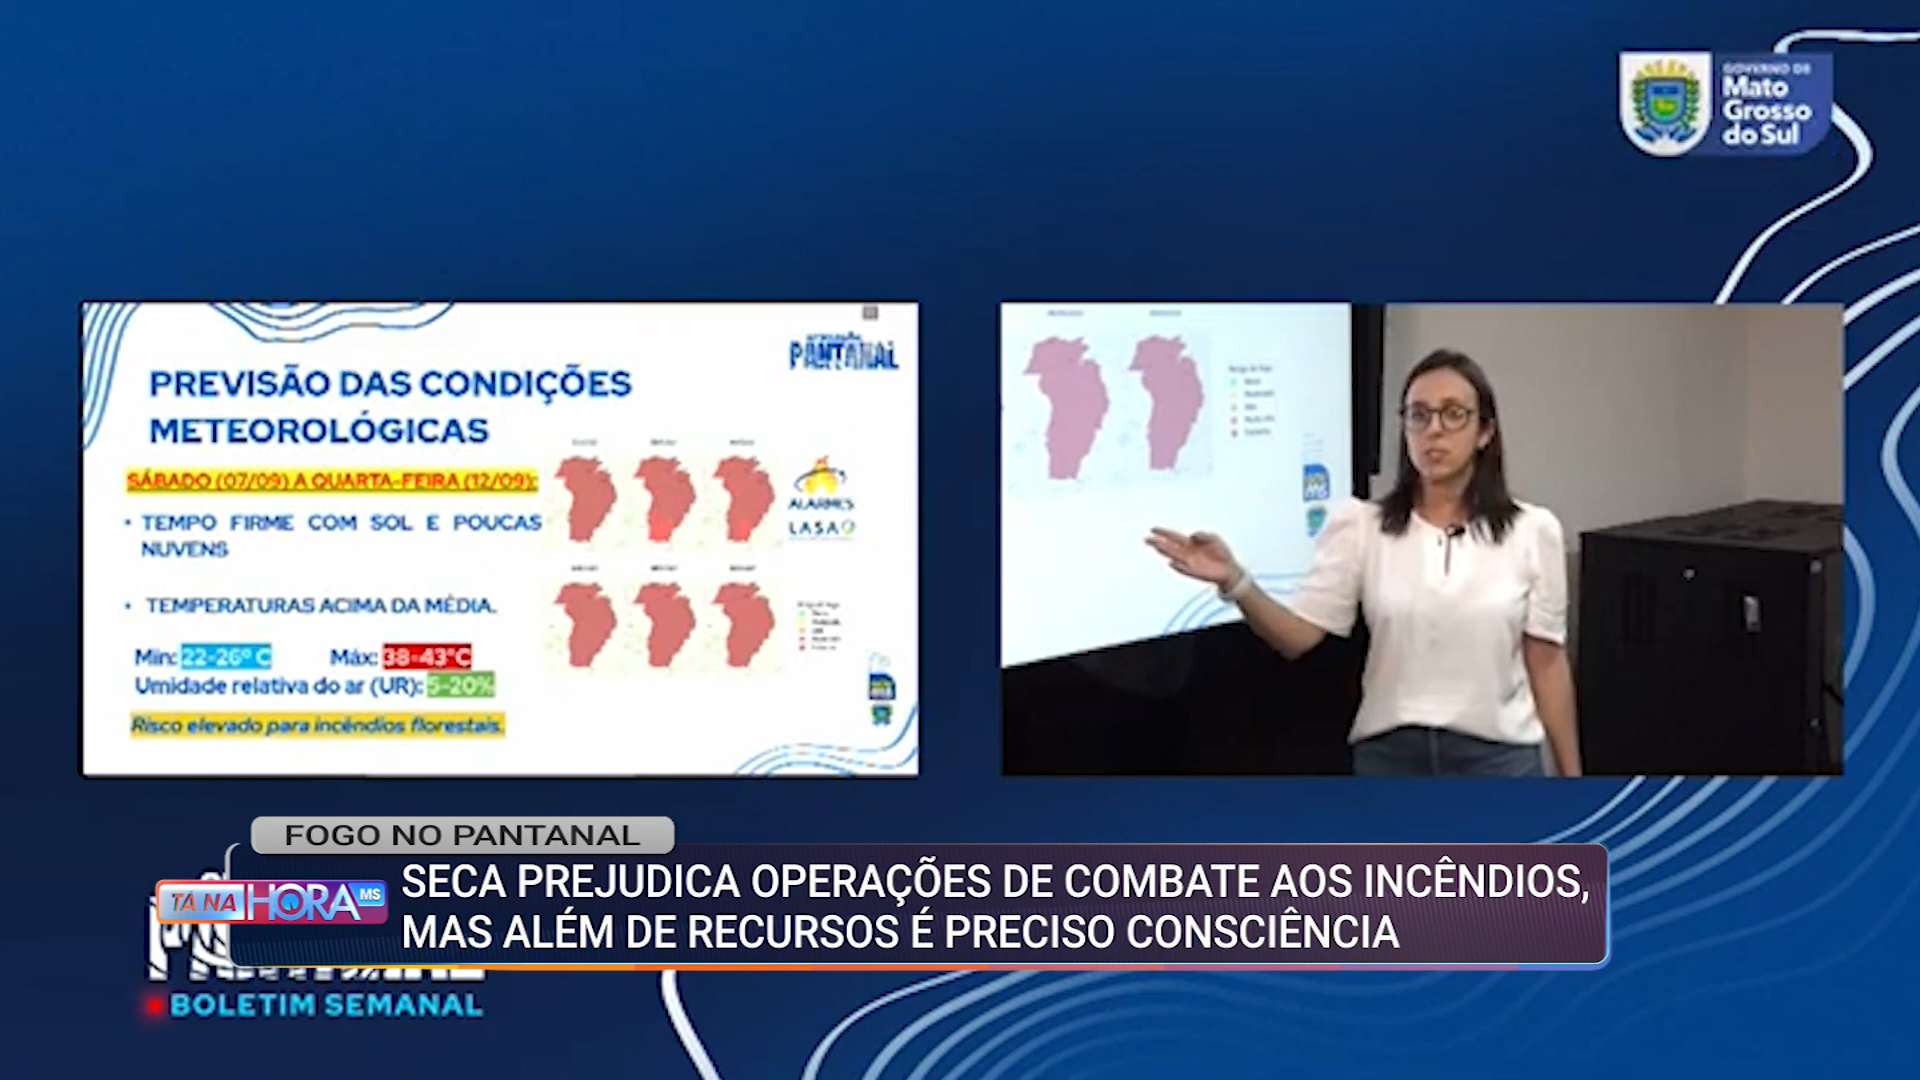 GOVERNO DE
Mato
Grosso
do Sul
PANTANAL
PREVISÃO DAS CONDIÇÕES
METEOROLÓGICAS
SÁBADO (07/09) A QUARTA-FEIRA (12/09):
• TEMPO FIRME COM SOL E POUCAS
NUVENS
• TEMPERATURAS ACIMA DA MÉDIA.
Mín: 22-26° C Máx: 38-43°C
Umidade relativa do ar (UR): 5-20%
Risco elevado para incêndios florestais.
ALARMES
LASA
FOGO NO PANTANAL
TÁ NA HORA MS
SECA PREJUDICA OPERAÇÕES DE COMBATE AOS INCÊNDIOS,
MAS ALÉM DE RECURSOS É PRECISO CONSCIÊNCIA
BOLETIM SEMANAL